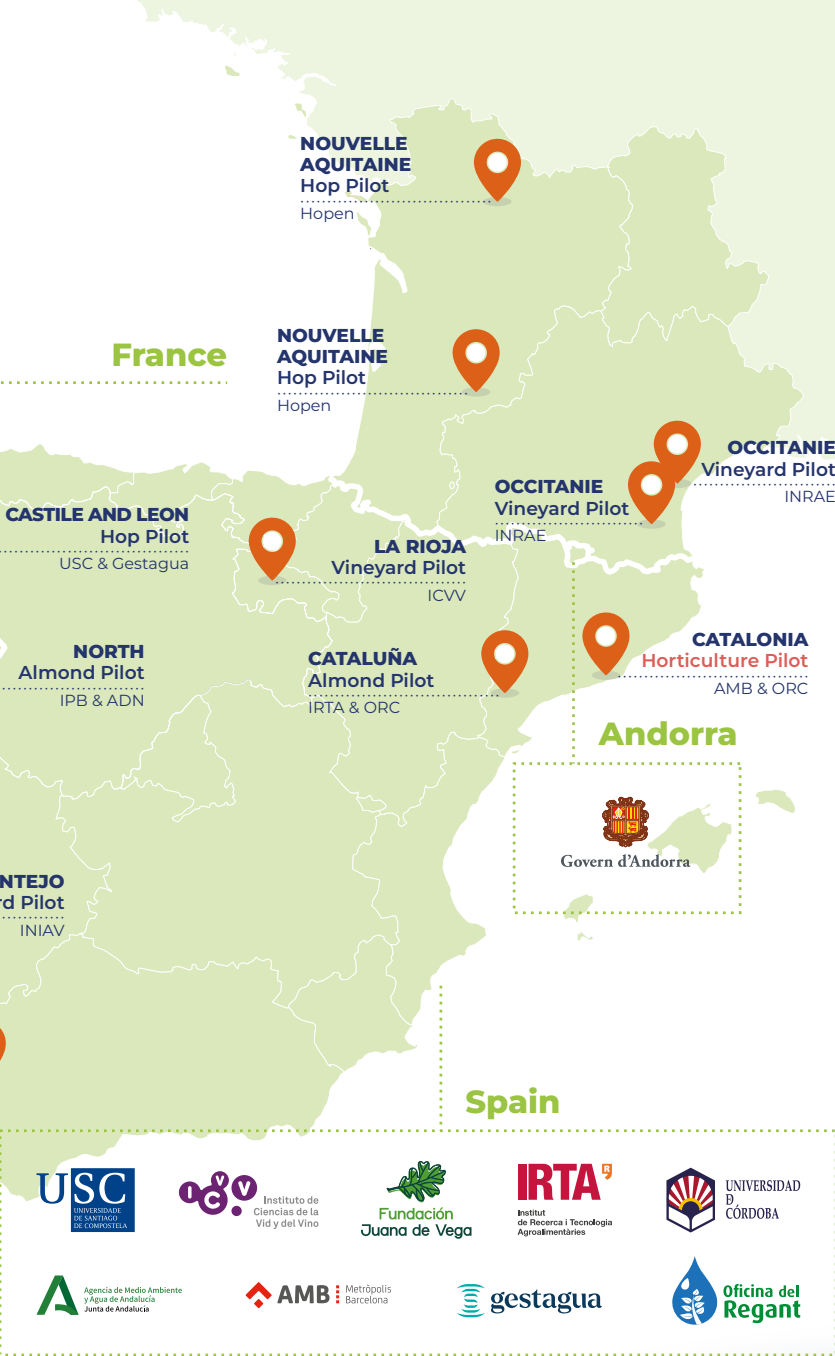 NOUVELLE
AQUITAINE
Hop Pilot
Hopen
France
NOUVELLE
AQUITAINE
Hop Pilot
Hopen
OCCITANIE
Vineyard Pilot
INRAE
OCCITANIE
Vineyard Pilot
INRAE
CASTILE AND LEON
Hop Pilot
USC & Gestagua
LA RIOJA
Vineyard Pilot
ICVV
NORTH
Almond Pilot
IPB & ADN
CATALUÑA
Almond Pilot
IRTA & ORC
CATALONIA
Horticulture Pilot
AMB & ORC
Andorra
Govern d'Andorra
NTEJO
rd Pilot
INIAV
Spain
USC
UNIVERSIDADE
DE SANTIAGO
DE COMPOSTELA
ICVV
Instituto de
Ciencias de la
Vid y del Vino
Fundación
Juana de Vega
IRTA R
Institut
de Recerca i Tecnologia
Agroalimentàries
UNIVERSIDAD
D
CÓRDOBA
Agencia de Medio Ambiente
y Agua de Andalucía
Junta de Andalucía
AMB
Metròpolis
Barcelona
gestagua
Oficina del
Regant